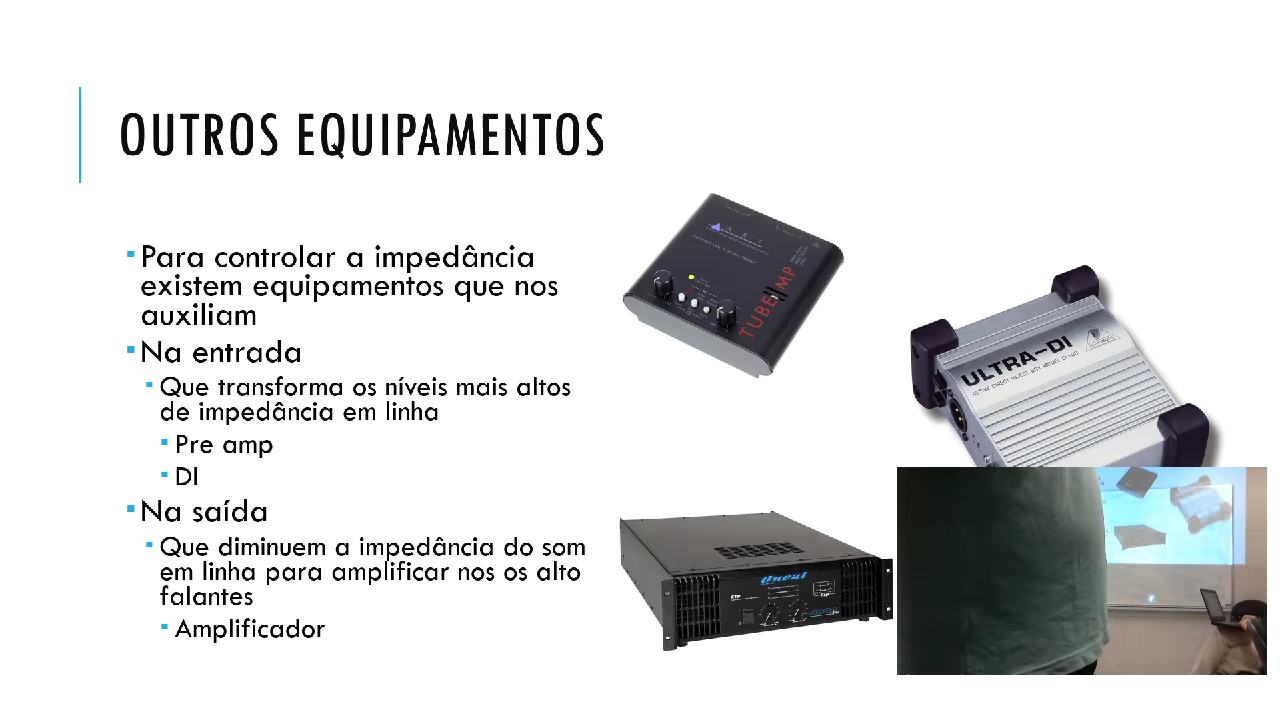 OUTROS EQUIPAMENTOS
Para controlar a impedância
existem equipamentos que nos
auxiliam
Na entrada
Que transforma os níveis mais altos
de impedância em linha
Pre amp
DI
Na saída
Que diminuem a impedância do som
em linha para amplificar nos os alto
falantes
Amplificador
ART
TUBE MP
ULTRA-DI
Oneal